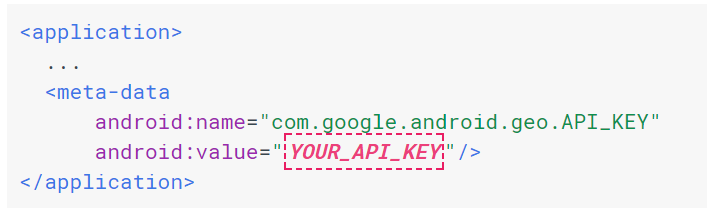 <application>
...
<meta-data
android:name="com.google.android.geo.API_KEY"
android:value="YOUR_API_KEY"/>
</application>